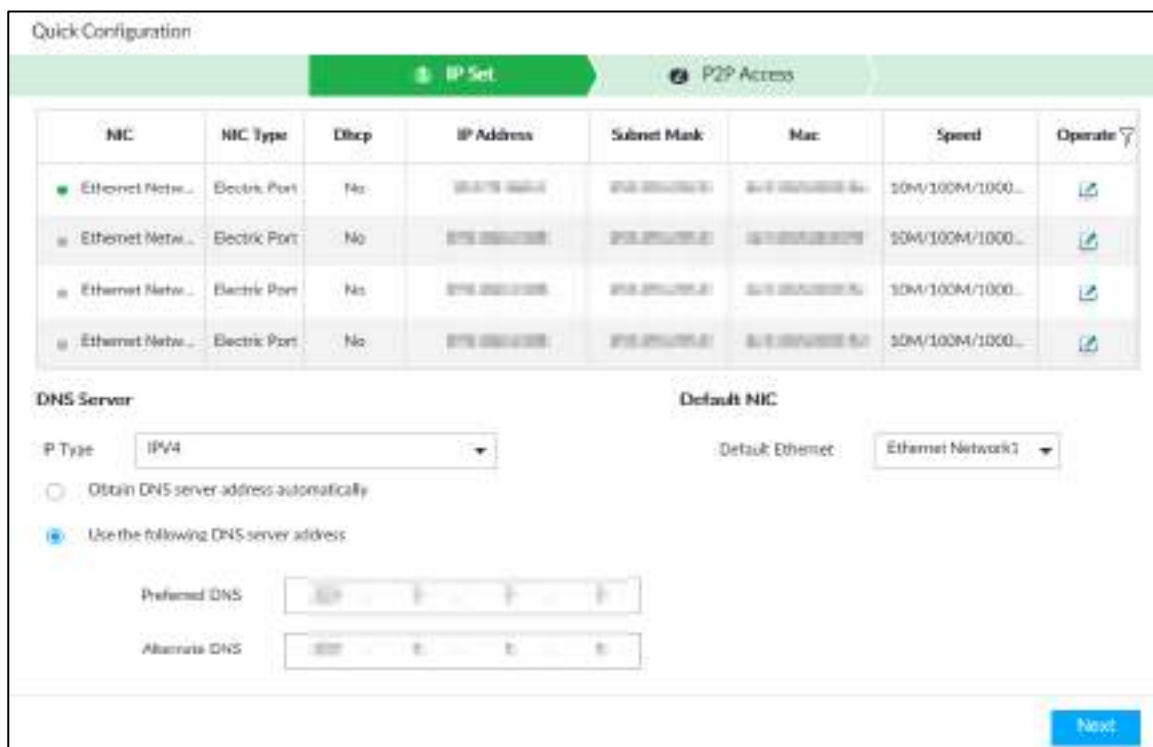 Quick Configuration
IP Set P2P Access
NIC NIC Type Dhcp IP Address Subnet Mask Mac Speed Operate
Ethernet Netw... Electric Port No 10M/100M/1000...
Ethernet Netw... Electric Port No 10M/100M/1000...
Ethernet Netw... Electric Port No 10M/100M/1000...
Ethernet Netw... Electric Port No 10M/100M/1000...
DNS Server Default NIC
IP Type IPV4 Default Ethernet Ethernet Network1
Obtain DNS server address automatically
Use the following DNS server address
Preferred DNS
Alternate DNS
Next